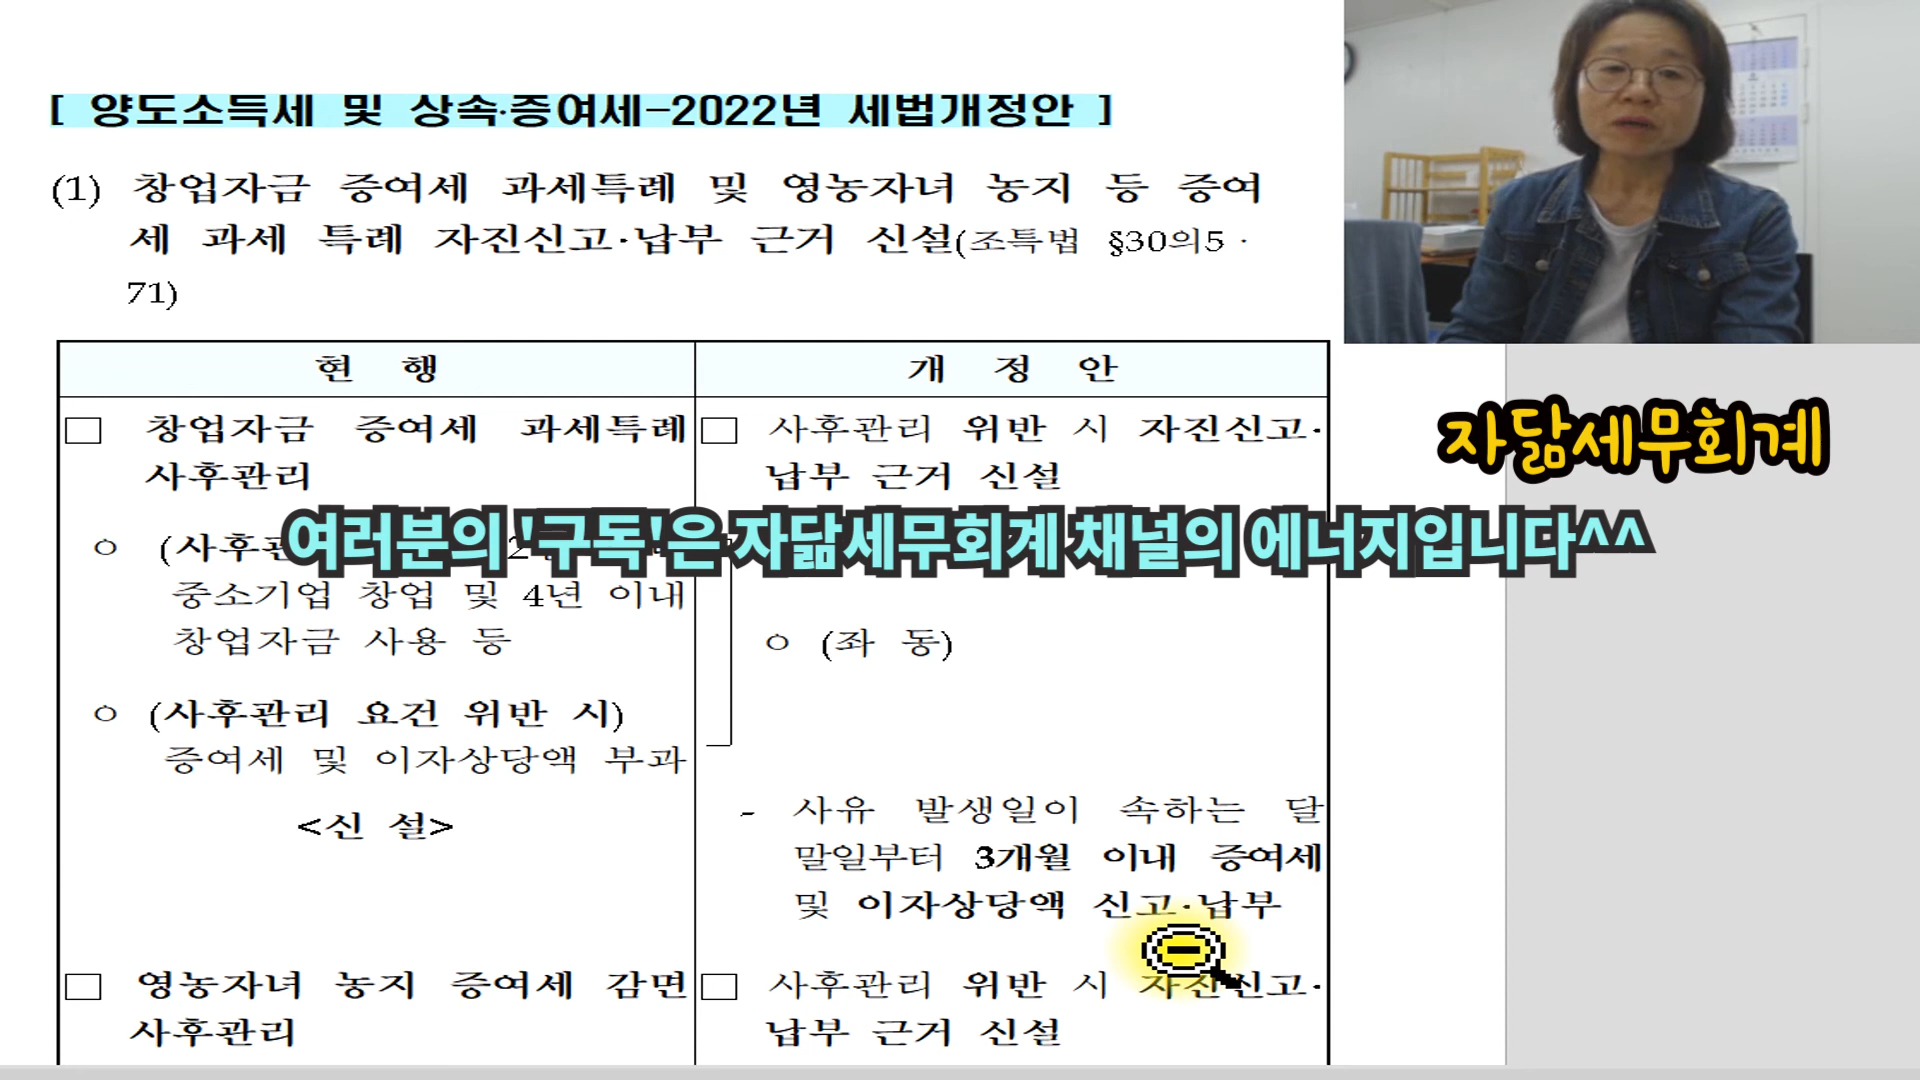 [ 양도소득세 및 상속·증여세-2022년 세법개정안 ]
(1) 창업자금 증여세 과세특례 및 영농자녀 농지 등 증여
세 과세 특례 자진신고·납부 근거 신설(조특법 §30의5 ·
71)
현 행
개 정 안
□ 창업자금 증여세 과세특례
사후관리
□ 사후관리 위반 시 자진신고·
납부 근거 신설
여러분의 '구독'은 자닮세무회계 채널의 에너지입니다^^
ㅇ (사후관
중소기업 창업 및 4년 이내
창업자금 사용 등
ㅇ (좌 동)
ㅇ (사후관리 요건 위반 시)
증여세 및 이자상당액 부과
<신 설>
- 사유 발생일이 속하는 달
말일부터 3개월 이내 증여세
및 이자상당액 신고·납부
□ 영농자녀 농지 증여세 감면
사후관리
□ 사후관리 위반 시 자진신고·
납부 근거 신설
자닮세무회계